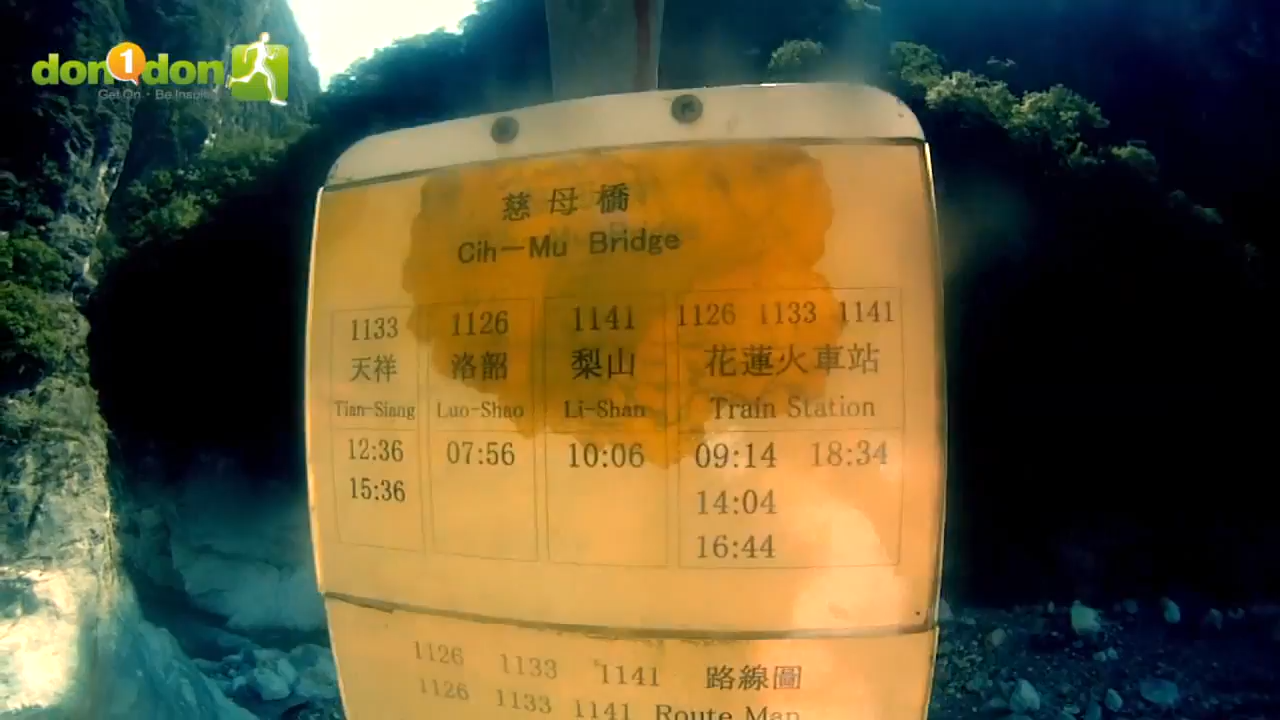 don1don
Get On · Be Inspired
慈母橋
Cih-Mu Bridge
1133 1126 1141 1126 1133 1141
天祥 洛韶 梨山 花蓮火車站
Tian-Siang Luo-Shao Li-Shan Train Station
12:36 07:56 10:06 09:14 18:34
15:36 14:04
16:44
1126 1133 1141 路線圖
1126 1133 1141 Route Map